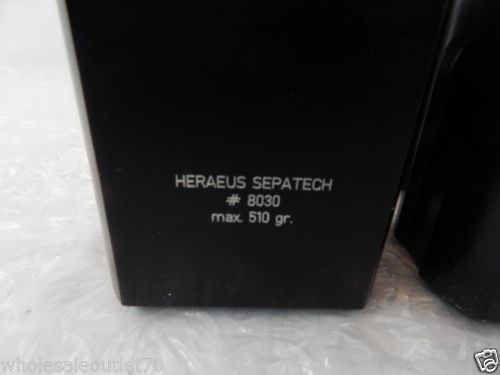 HERAEUS SEPATECH
# 8030
max. 510 gr.
wholesaleoutlet70